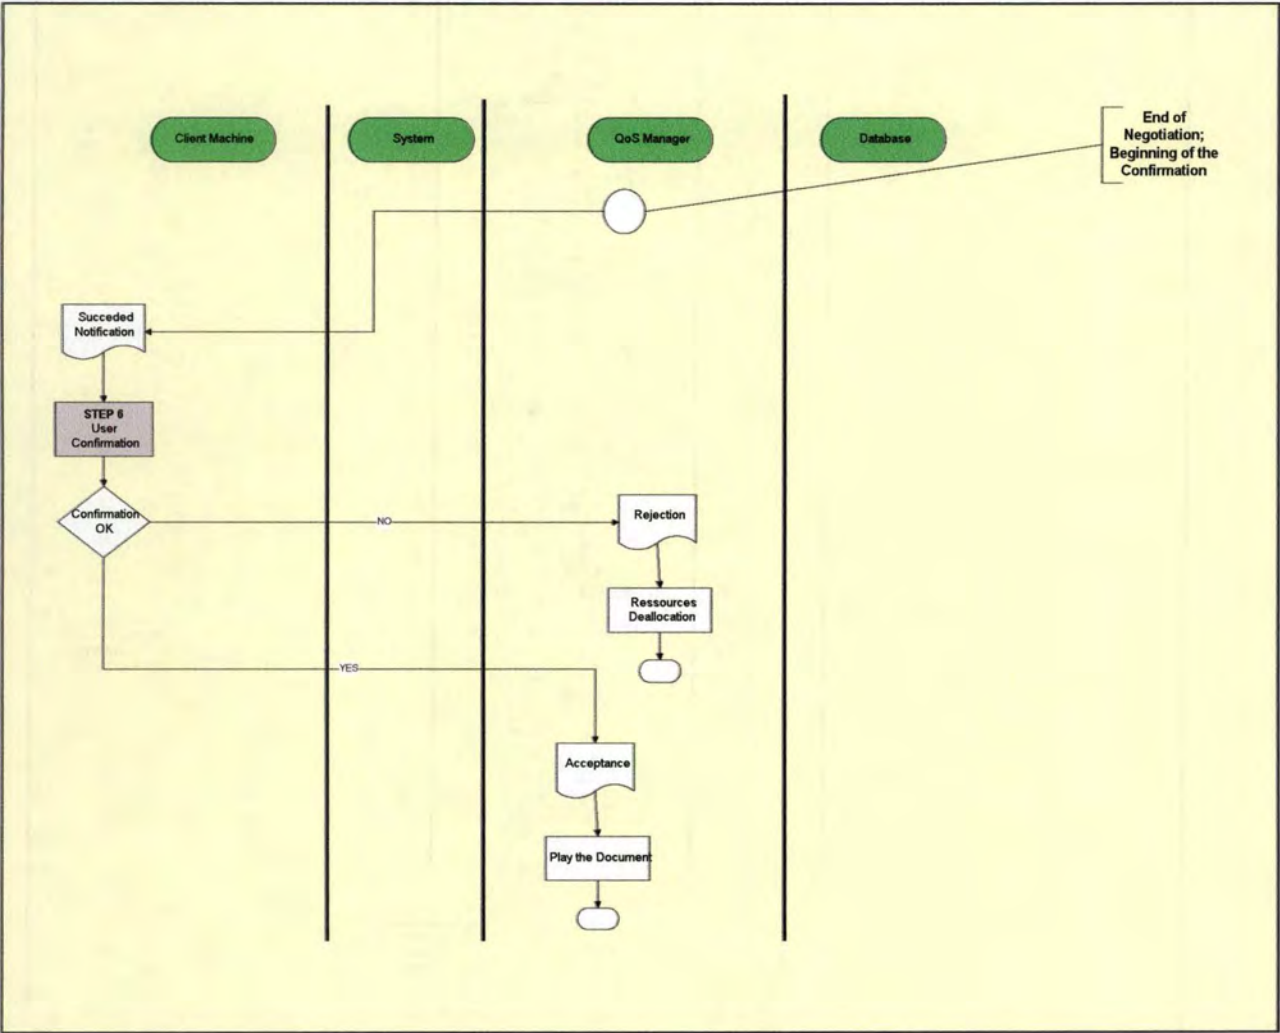 Client Machine
System
QoS Manager
Database
End of
Negotiation;
Beginning of the
Confirmation
Succeded
Notification
STEP 6
User
Confirmation
Confirmation
OK
NO
Rejection
Ressources
Deallocation
YES
Acceptance
Play the Document